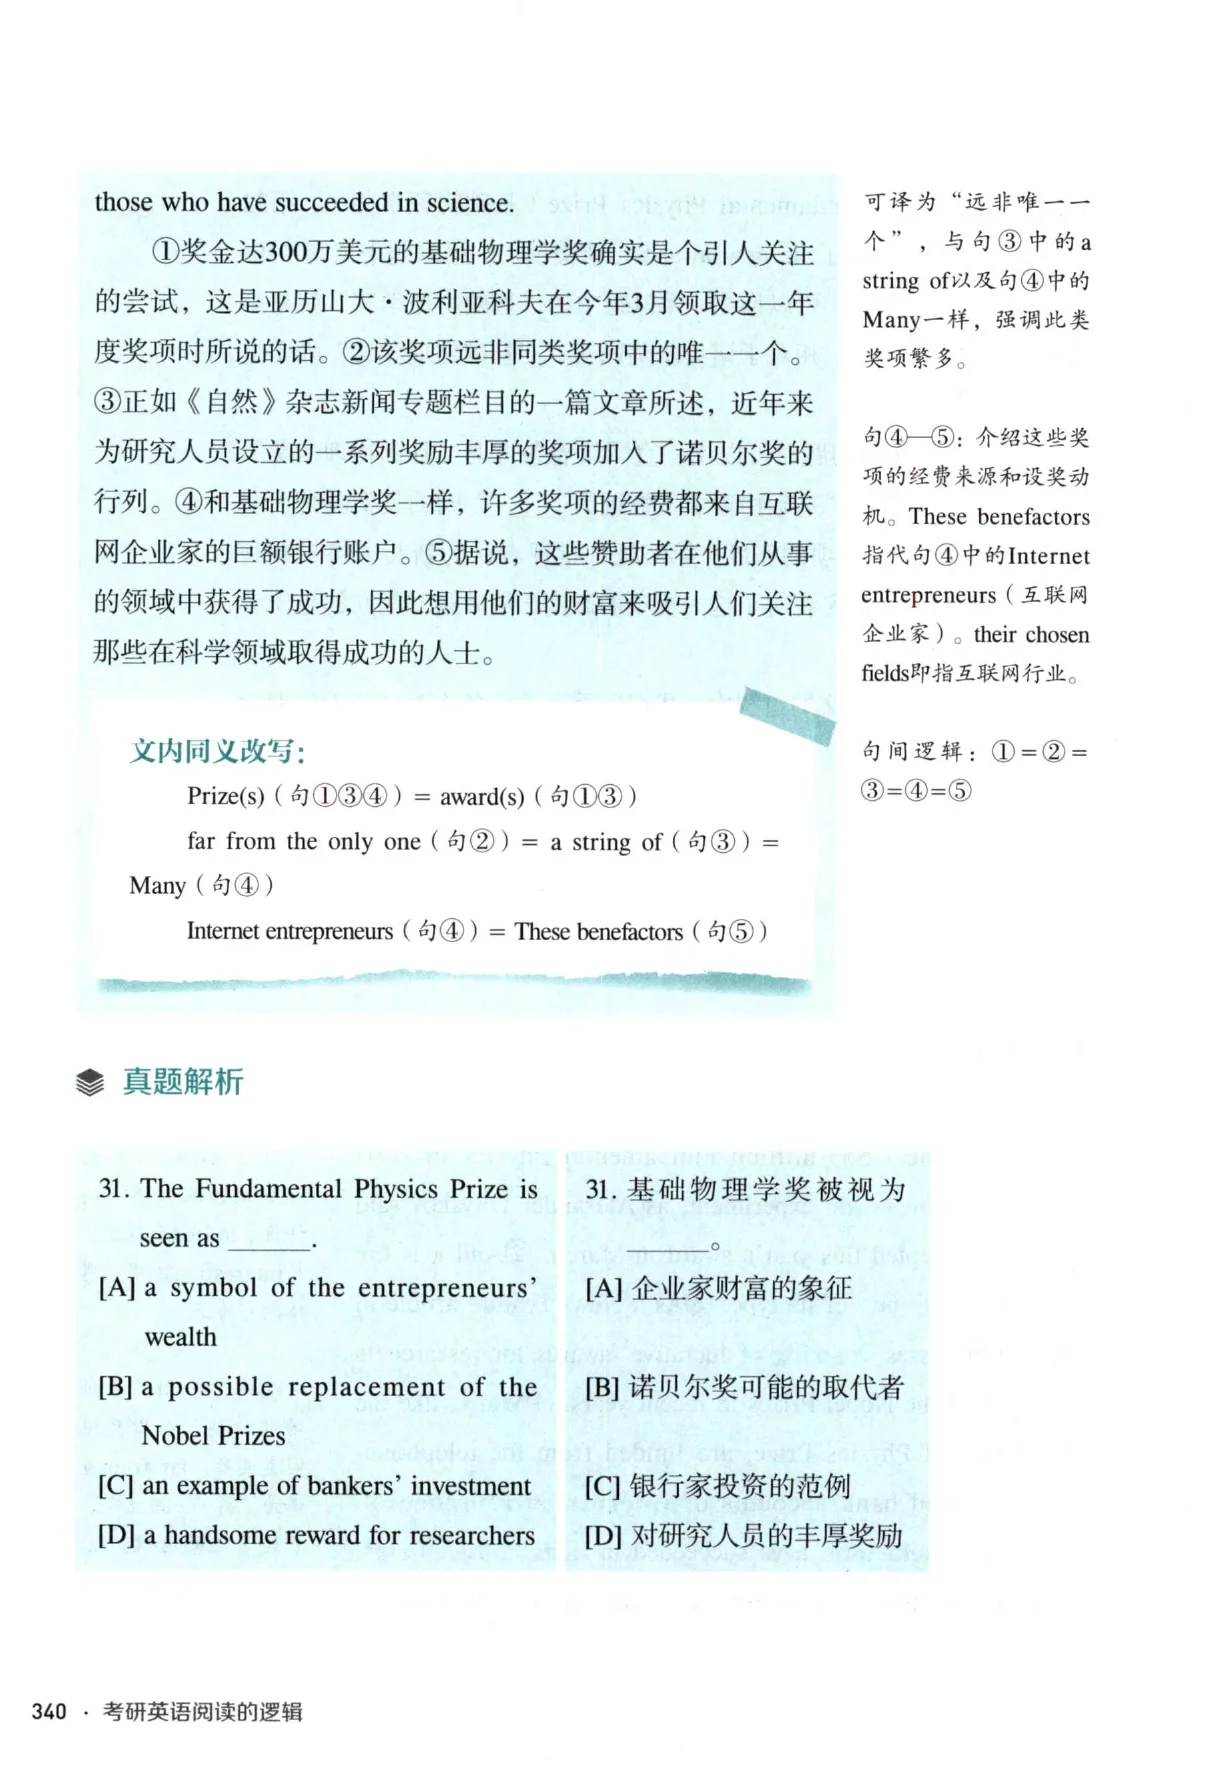 those who have succeeded in science.
①奖金达300万美元的基础物理学奖确实是个引人关注
的尝试，这是亚历山大·波利亚科夫在今年3月领取这一年
度奖项时所说的话。②该奖项远非同类奖项中的唯一一个。
③正如《自然》杂志新闻专题栏目的一篇文章所述，近年来
为研究人员设立的一系列奖励丰厚的奖项加入了诺贝尔奖的
行列。④和基础物理学奖一样，许多奖项的经费都来自互联
网企业家的巨额银行账户。⑤据说，这些赞助者在他们从事
的领域中获得了成功，因此想用他们的财富来吸引人们关注
那些在科学领域取得成功的人士。
文内同义改写：
Prize(s)（句①③④）= award(s)（句①③）
far from the only one（句②）= a string of（句③）=
Many（句④）
Internet entrepreneurs（句④）= These benefactors（句⑤）
可译为“远非唯一一
个”，与句③中的a
string of以及句④中的
Many一样，强调此类
奖项繁多。
句④—⑤：介绍这些奖
项的经费来源和设奖动
机。These benefactors
指代句④中的Internet
entrepreneurs（互联网
企业家）。their chosen
fields即指互联网行业。
句间逻辑：①=②=
③=④=⑤
真题解析
31. The Fundamental Physics Prize is
seen as ______.
[A] a symbol of the entrepreneurs’
wealth
[B] a possible replacement of the
Nobel Prizes
[C] an example of bankers’ investment
[D] a handsome reward for researchers
31. 基础物理学奖被视为
______。
[A] 企业家财富的象征
[B] 诺贝尔奖可能的取代者
[C] 银行家投资的范例
[D] 对研究人员的丰厚奖励
340 · 考研英语阅读的逻辑